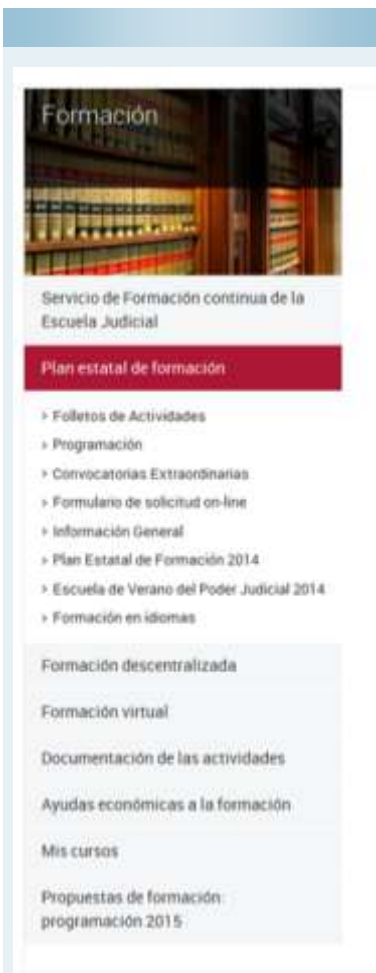 Formación
Servicio de Formación continua de la
Escuela Judicial
Plan estatal de formación
› Folletos de Actividades
› Programación
› Convocatorias Extraordinarias
› Formulario de solicitud on-line
› Información General
› Plan Estatal de Formación 2014
› Escuela de Verano del Poder Judicial 2014
› Formación en idiomas
Formación descentralizada
Formación virtual
Documentación de las actividades
Ayudas económicas a la formación
Mis cursos
Propuestas de formación:
programación 2015